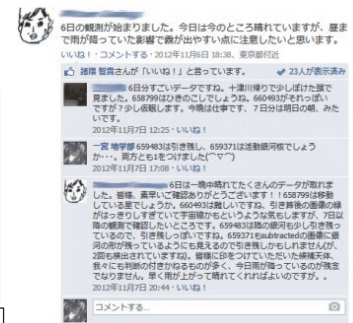 6日の観測が始まりました。今日は今のところ晴れていますが、昼ま
で雨が降っていた影響で霧が出やすい点に注意したいと思います。
いいね！・コメントする・2012年11月6日 18:38、東京都付近
諸隈 智貴さんが「いいね！」と言っています。 23人が表示済み
6日分すごいデータですね。十津川帰りで少しぼけた頭で
見ました。658799はひきのこしでしょうね。660493がそれっぽい
ですが？少し仮眠します。今晩は仕事です、7日分は明日の朝、みた
いです。
2012年11月7日 12:25・いいね！
一宮 地学部 659483は引き残し、659371は活動銀河核でしょう
か・・・。両方とも1をつけました(⌒▽⌒)
2012年11月7日 17:08・いいね！
6日は一晩中晴れてたくさんのデータが取れま
した。皆様、素早いご確認ありがとうございます！！658799は移動
している星でしょうか。660493は難しいですね、引き算後の画像の縁
がはっきりしすぎていて宇宙線かもというような気もしますが、7日以
降の観測で確認したいところです。659483は隣の銀河も少し引き残っ
ているので、引き残しっぽいですね。659371もsubtractedの画像に銀
河の形が残っているようにも見えるので引き残しかもしれません(が、
2回も検出されていますね)。皆様に印をつけていただいた候補天体、
我々にも判断の付きかねるものが多く、今日雨が降っているのが残念
でなりません。早く雨が上がって晴れてくれればよいのですが。。
2012年11月7日 20:44・いいね！
コメントする...